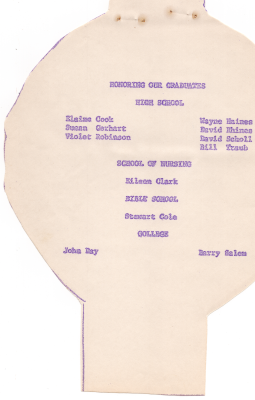 HONORING OUR GRADUATES
HIGH SCHOOL
Elaine Cook Wayne Haines
Susan Gerhart David Rhines
Violet Robinson David Scholl
Bill Traub
SCHOOL OF NURSING
Eileen Clark
BIBLE SCHOOL
Stewart Cole
COLLEGE
John Day Barry Salem